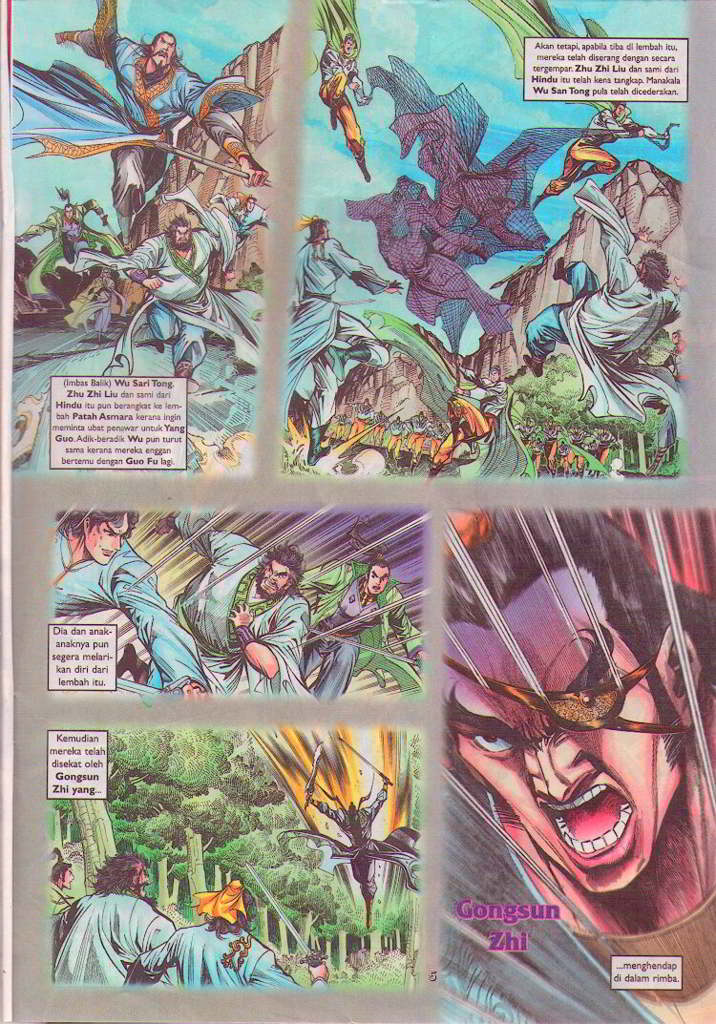 (Imbas Balik) Wu Sari Tong.
Zhu Zhi Liu dan sami dari
Hindu itu pun berangkat ke lem-
bah Patah Asmara kerana ingin
meminta ubat penawar untuk Yang
Guo. Adik-beradik Wu pun turut
sama kerana mereka enggan
bertemu dengan Guo Fu lagi.
Akan tetapi, apabila tiba di lembah itu,
mereka telah diserang dengan secara
tergempar. Zhu Zhi Liu dan sami dari
Hindu itu telah kena tangkap. Manakala
Wu San Tong pula telah dicederakan.
Dia dan anak-
anaknya pun
segera melari-
kan diri dari
lembah itu.
Kemudian
mereka telah
disekat oleh
Gongsun
Zhi yang...
Gongsun
Zhi
...menghendap
di dalam rimba.
5